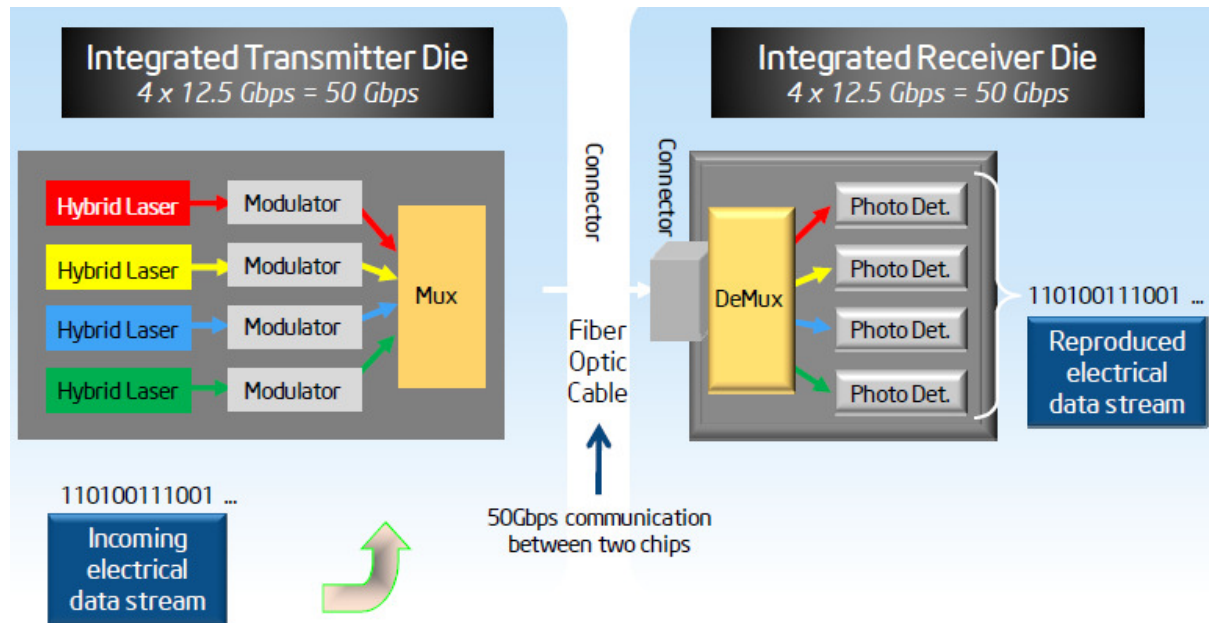 Integrated Transmitter Die
4 x 12.5 Gbps = 50 Gbps
Hybrid Laser
Modulator
Hybrid Laser
Modulator
Hybrid Laser
Modulator
Hybrid Laser
Modulator
Mux
110100111001 ...
Incoming
electrical
data stream
Connector
Fiber
Optic
Cable
50Gbps communication
between two chips
Integrated Receiver Die
4 x 12.5 Gbps = 50 Gbps
Connector
DeMux
Photo Det.
Photo Det.
Photo Det.
Photo Det.
110100111001 ...
Reproduced
electrical
data stream